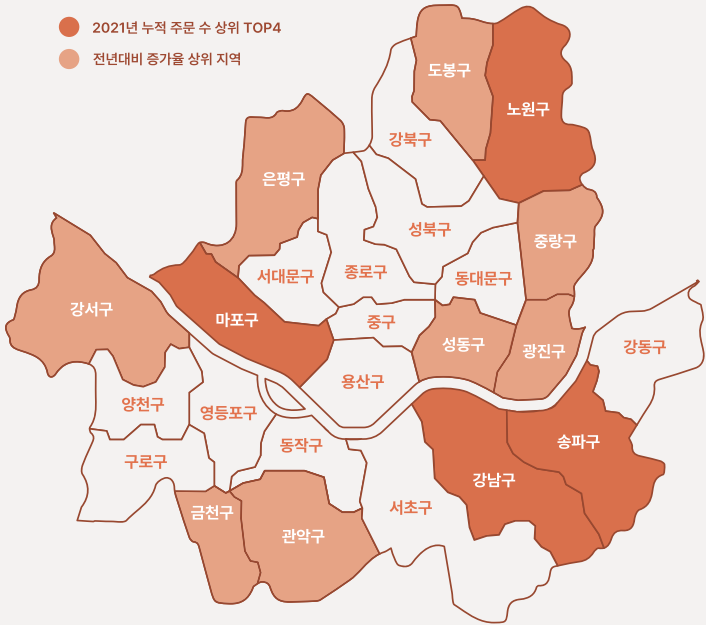 2021년 누적 주문 수 상위 TOP4
전년대비 증가율 상위 지역
도봉구
노원구
강북구
은평구
성북구
중랑구
서대문구
종로구
동대문구
강서구
마포구
중구
성동구
광진구
강동구
용산구
양천구
영등포구
동작구
송파구
구로구
강남구
서초구
금천구
관악구